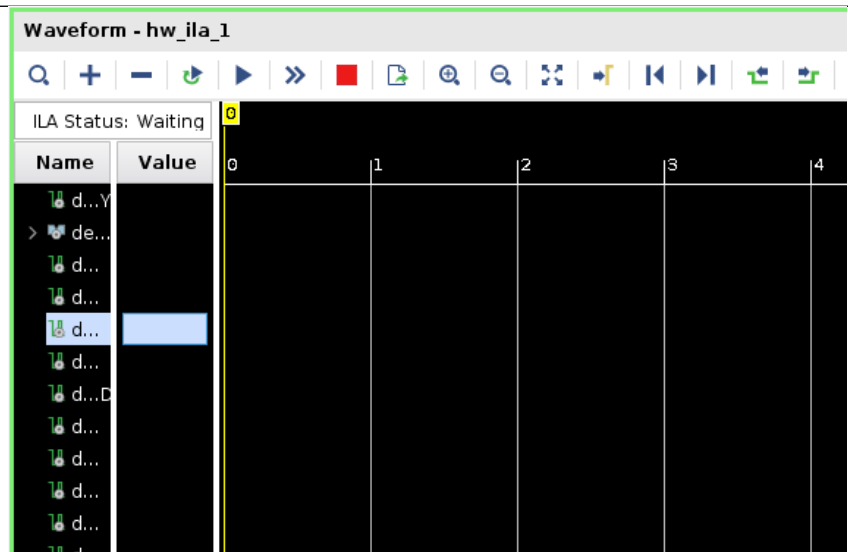 Waveform - hw_ila_1
ILA Status: Waiting
0
Name Value 0 1 2 3 4
d...Y
de...
d...
d...
d...
d...
d...D
d...
d...
d...
d...